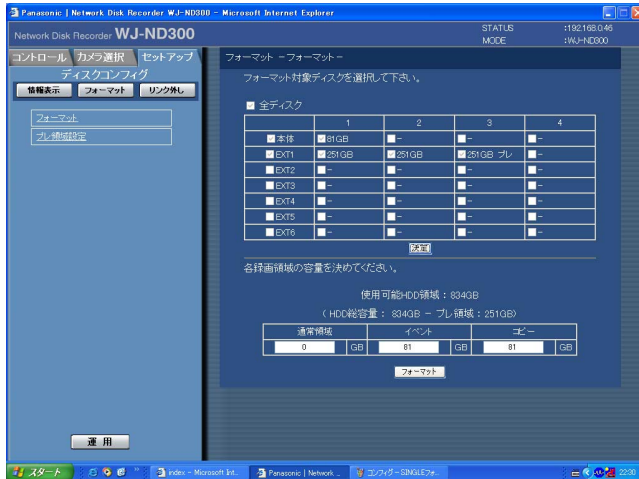 Panasonic | Network Disk Recorder WJ-ND300 - Microsoft Internet Explorer
Network Disk Recorder WJ-ND300
STATUS :192.168.0.46
MODE :WJ-ND300
コントロール カメラ選択 セットアップ
ディスクコンフィグ
情報表示 フォーマット リンク外し
フォーマット
プレ領域設定
フォーマット -フォーマット-
フォーマット対象ディスクを選択して下さい。
全ディスク
1 2 3 4
本体 81GB - - -
EXT1 251GB 251GB 251GB プレ -
EXT2 - - - -
EXT3 - - - -
EXT4 - - - -
EXT5 - - - -
EXT6 - - - -
決定
各録画領域の容量を決めてください。
使用可能HDD領域:834GB
( HDD総容量: 834GB - プレ領域:251GB)
通常領域 イベント コピー
0 GB 81 GB 81 GB
フォーマット
運用
スタート index - Microsoft Int... Panasonic | Network ... コンフィグ-SINGLEフォ... 22:30